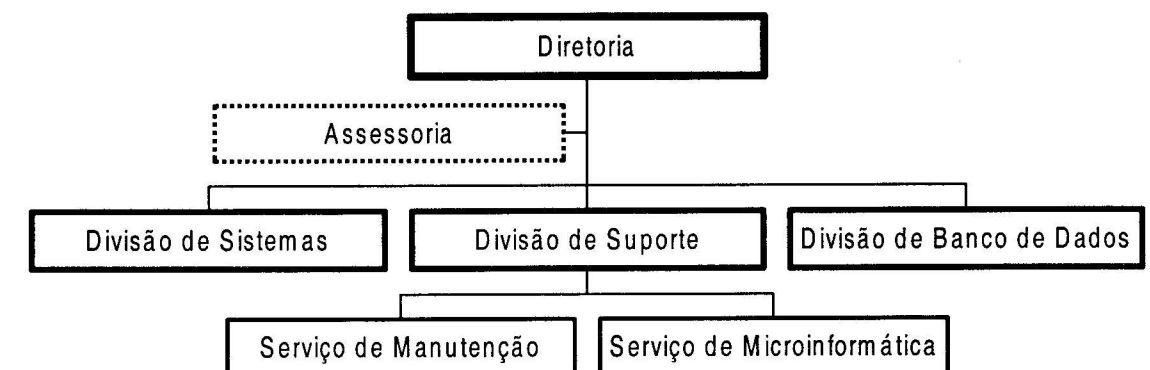 Diretoria
Assessoria
Divisão de Sistemas
Divisão de Suporte
Divisão de Banco de Dados
Serviço de Manutenção
Serviço de Microinformática